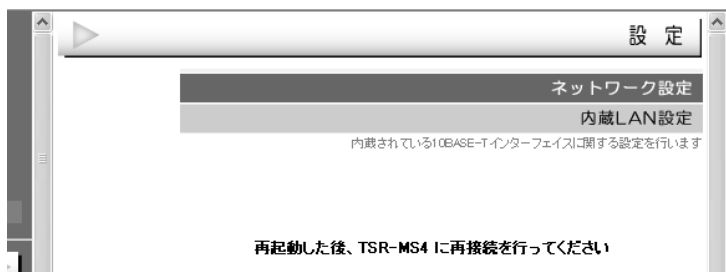 設 定
ネットワーク設定
内蔵LAN設定
内蔵されている10BASE-Tインターフェイスに関する設定を行います
再起動した後、TSR-MS4 に再接続を行ってください